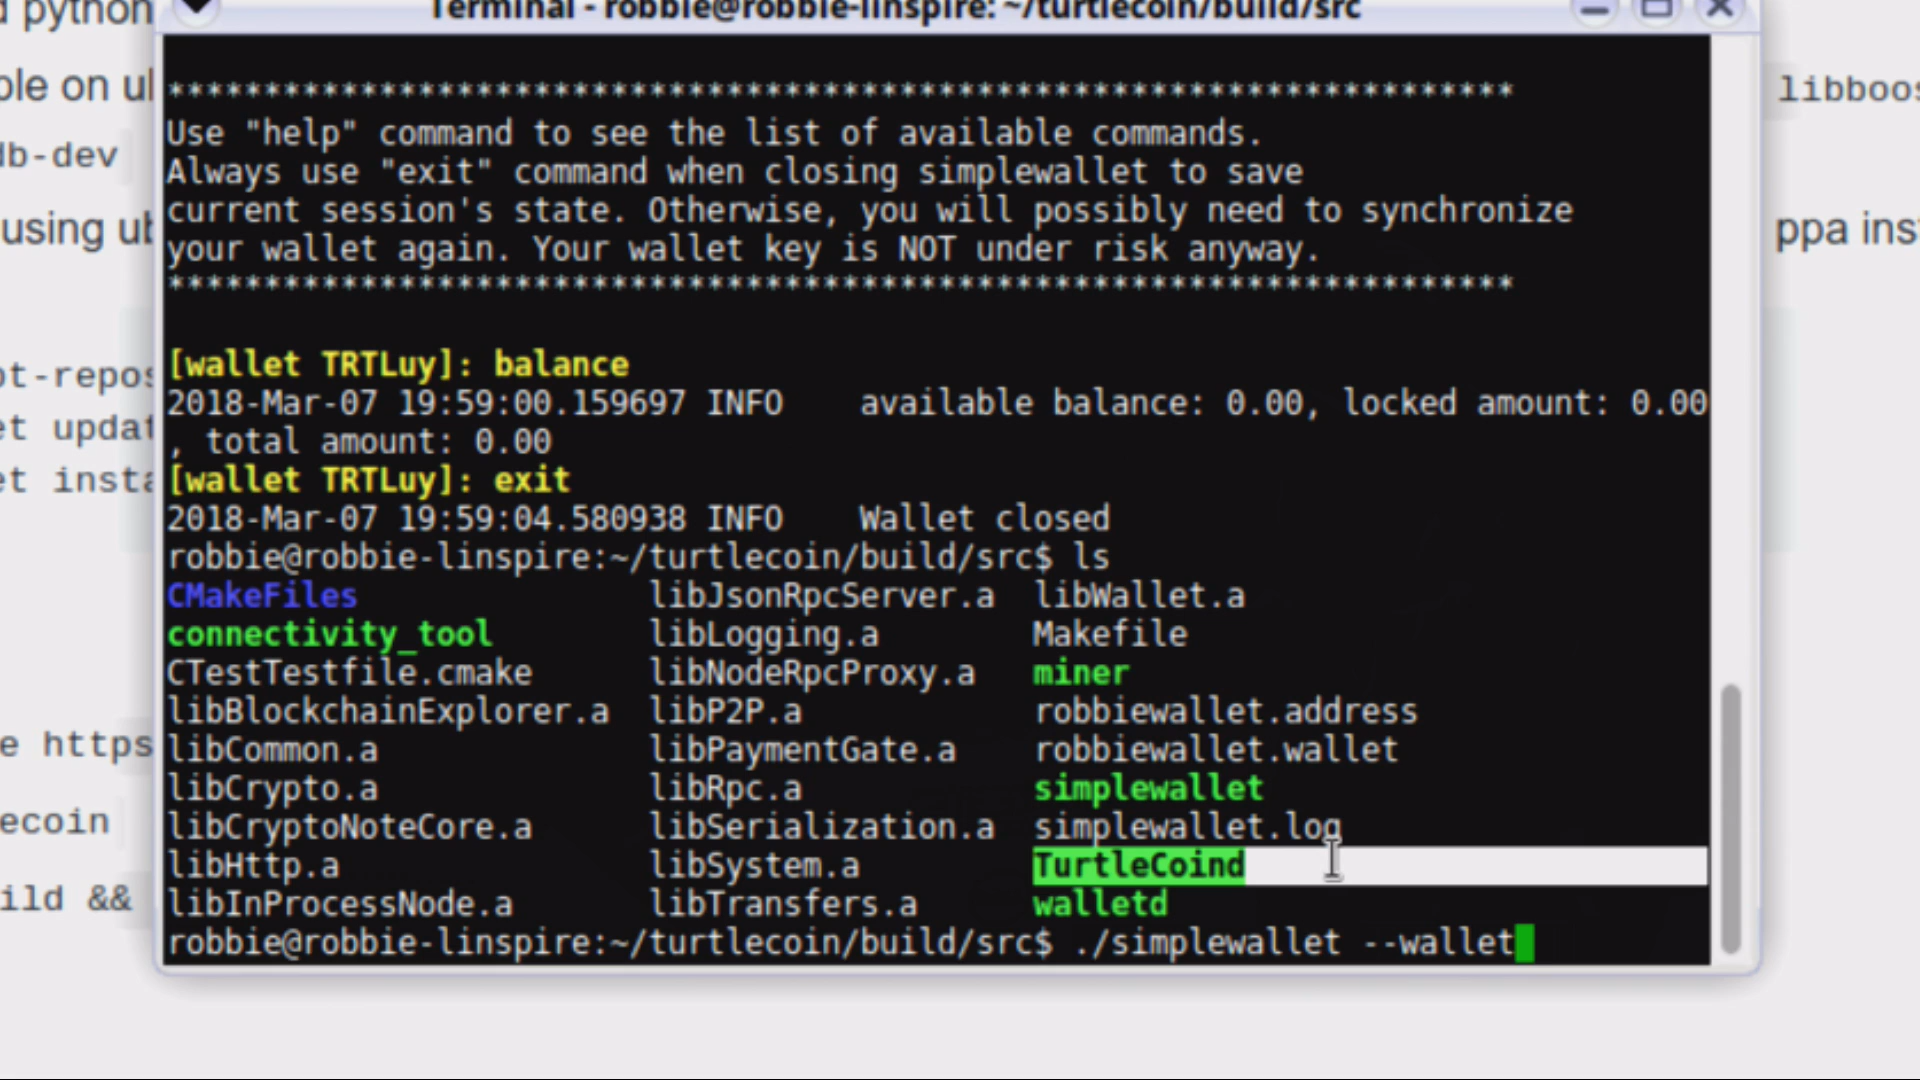 Terminal - robbie@robbie-linspire: ~/turtlecoin/build/src
python
ble on
libboos
db-dev
using
ppa ins
updat
et
et
https
ecoin
ild &&
**********************************************************************
Use "help" command to see the list of available commands.
Always use "exit" command when closing simplewallet to save
current session's state. Otherwise, you will possibly need to synchronize
your wallet again. Your wallet key is NOT under risk anyway.
**********************************************************************
[wallet TRTLuy]: balance
2018-Mar-07 19:59:00.159697 INFO    available balance: 0.00, locked amount: 0.00
, total amount: 0.00
[wallet TRTLuy]: exit
2018-Mar-07 19:59:04.580938 INFO    Wallet closed
robbie@robbie-linspire:~/turtlecoin/build/src$ ls
CMakeFiles libJsonRpcServer.a libWallet.a
connectivity_tool libLogging.a Makefile
CTestTestfile.cmake libNodeRpcProxy.a miner
libBlockchainExplorer.a libP2P.a robbiewallet.address
libCommon.a libPaymentGate.a robbiewallet.wallet
libCrypto.a libRpc.a simplewallet
libCryptoNoteCore.a libSerialization.a simplewallet.log
libHttp.a libSystem.a TurtleCoind
libInProcessNode.a libTransfers.a walletd
robbie@robbie-linspire:~/turtlecoin/build/src$ ./simplewallet --wallet